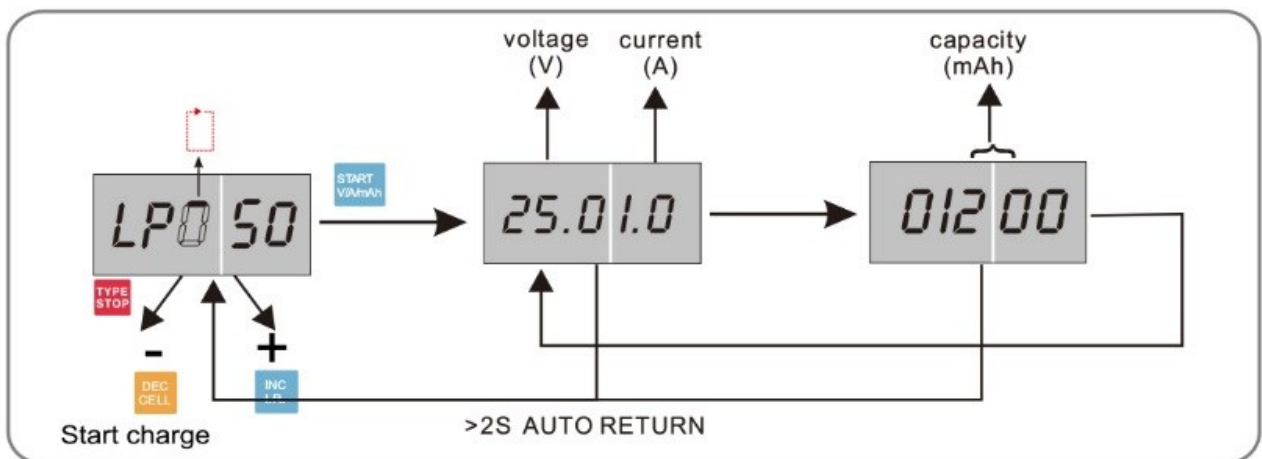 voltage
(V)
current
(A)
capacity
(mAh)
LP0 50
START
V/A/mAh
25.01.0
01200
TYPE
STOP
-
+
DEC
CELL
INC
I.R.
Start charge
>2S AUTO RETURN